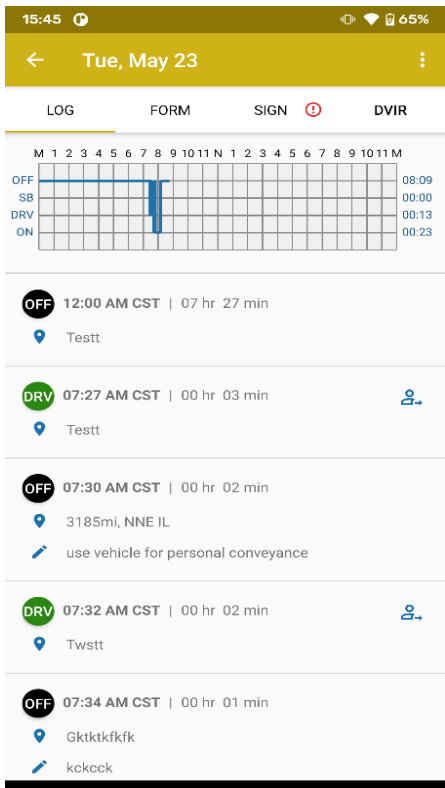 15:45 65%
Tue, May 23
LOG FORM SIGN DVIR
M 1 2 3 4 5 6 7 8 9 10 11 N 1 2 3 4 5 6 7 8 9 10 11 M
OFF 08:09
SB 00:00
DRV 00:13
ON 00:23
OFF 12:00 AM CST | 07 hr 27 min
Testt
DRV 07:27 AM CST | 00 hr 03 min
Testt
OFF 07:30 AM CST | 00 hr 02 min
3185mi, NNE IL
use vehicle for personal conveyance
DRV 07:32 AM CST | 00 hr 02 min
Twstt
OFF 07:34 AM CST | 00 hr 01 min
Gktktkfkfk
kckcck